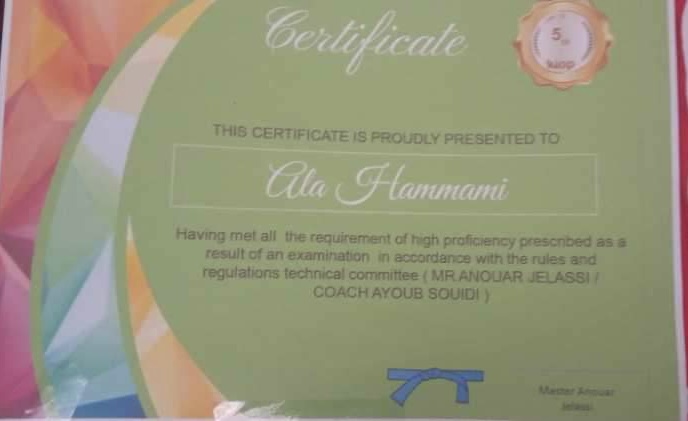 Certificate
5
kuop
THIS CERTIFICATE IS PROUDLY PRESENTED TO
Ala Hammami
Having met all the requirement of high proficiency prescribed as a
result of an examination in accordance with the rules and
regulations technical committee ( MR.ANOUAR JELASSI /
COACH AYOUB SOUIDI )
Master Anouar
Jelassi